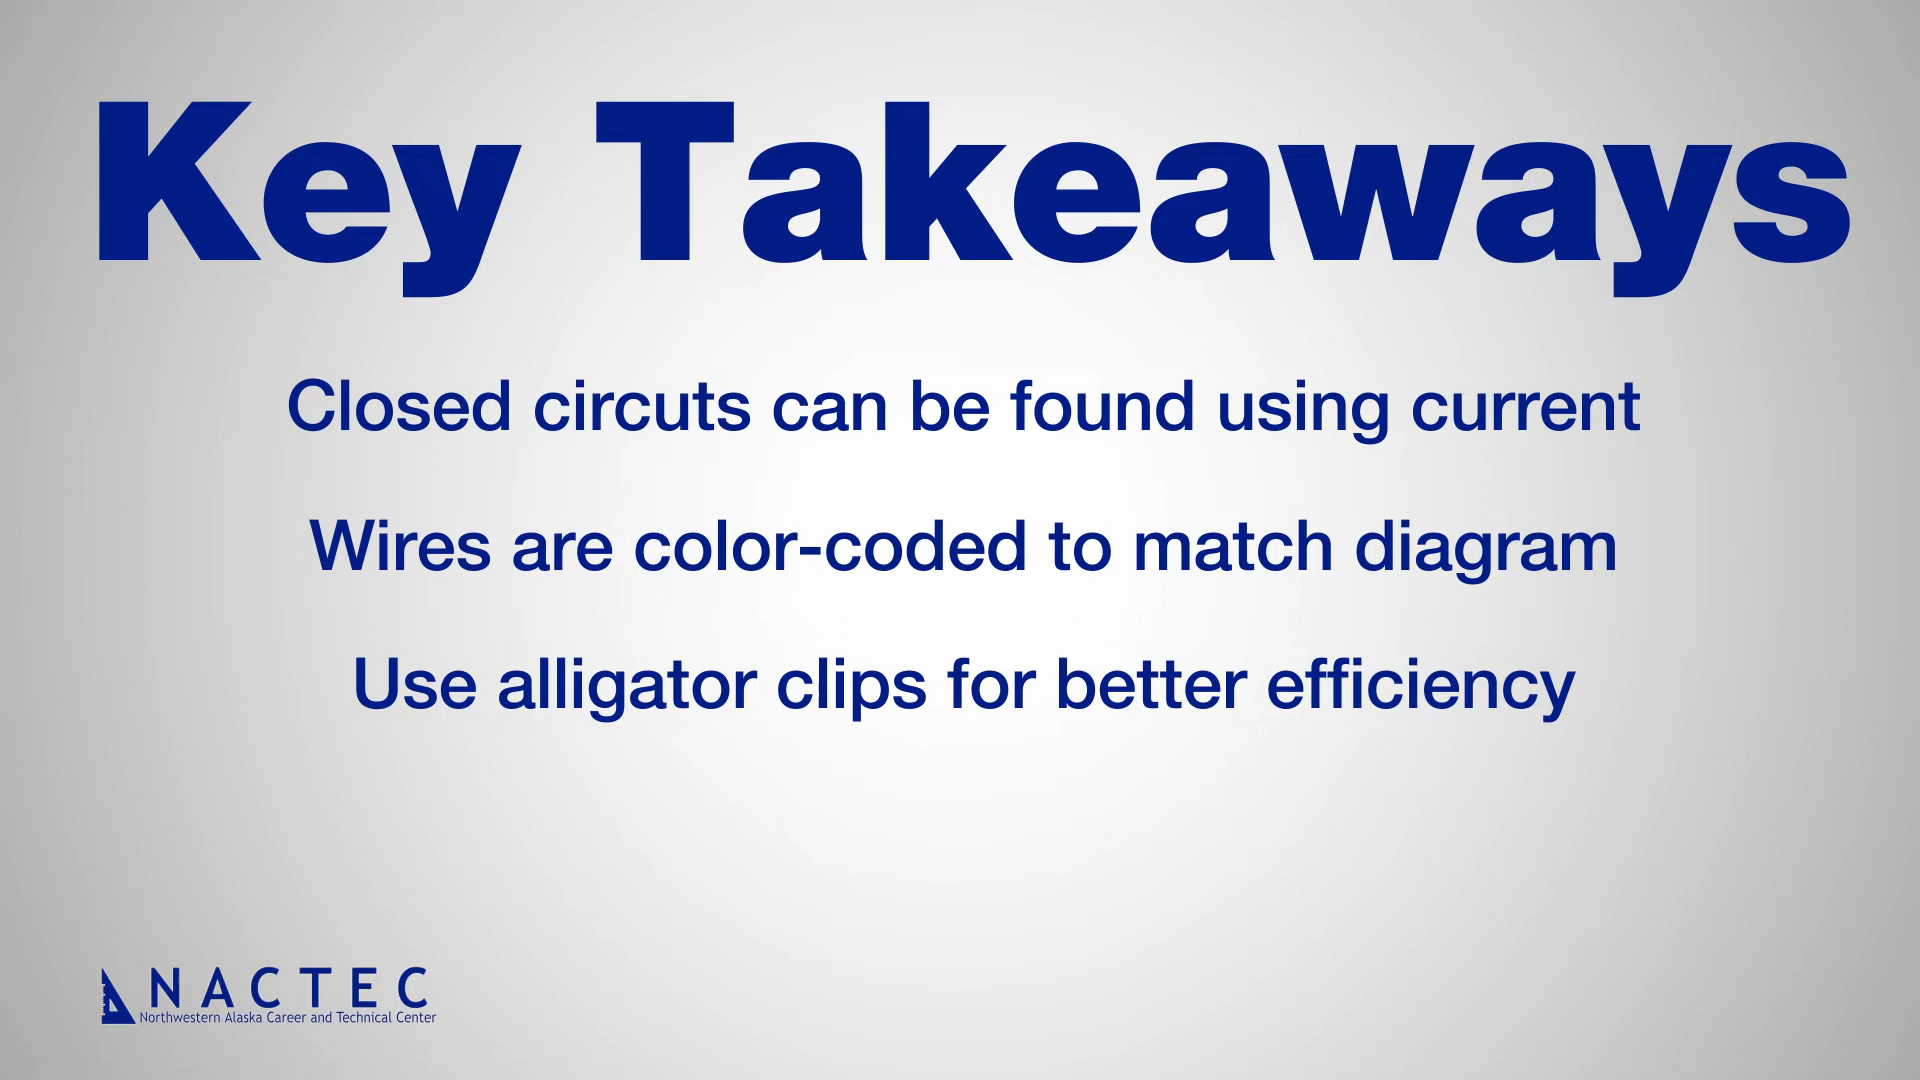 Key Takeaways
Closed circuts can be found using current
Wires are color-coded to match diagram
Use alligator clips for better efficiency
NACTEC
Northwestern Alaska Career and Technical Center